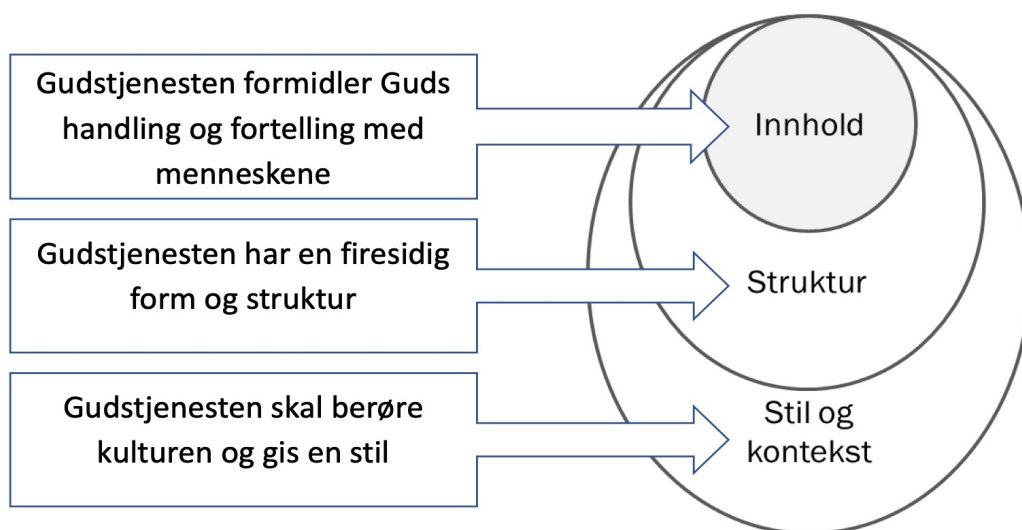 Gudstjenesten formidler Guds
handling og fortelling med
menneskene
Innhold
Gudstjenesten har en firesidig
form og struktur
Struktur
Gudstjenesten skal berøre
kulturen og gis en stil
Stil og
kontekst